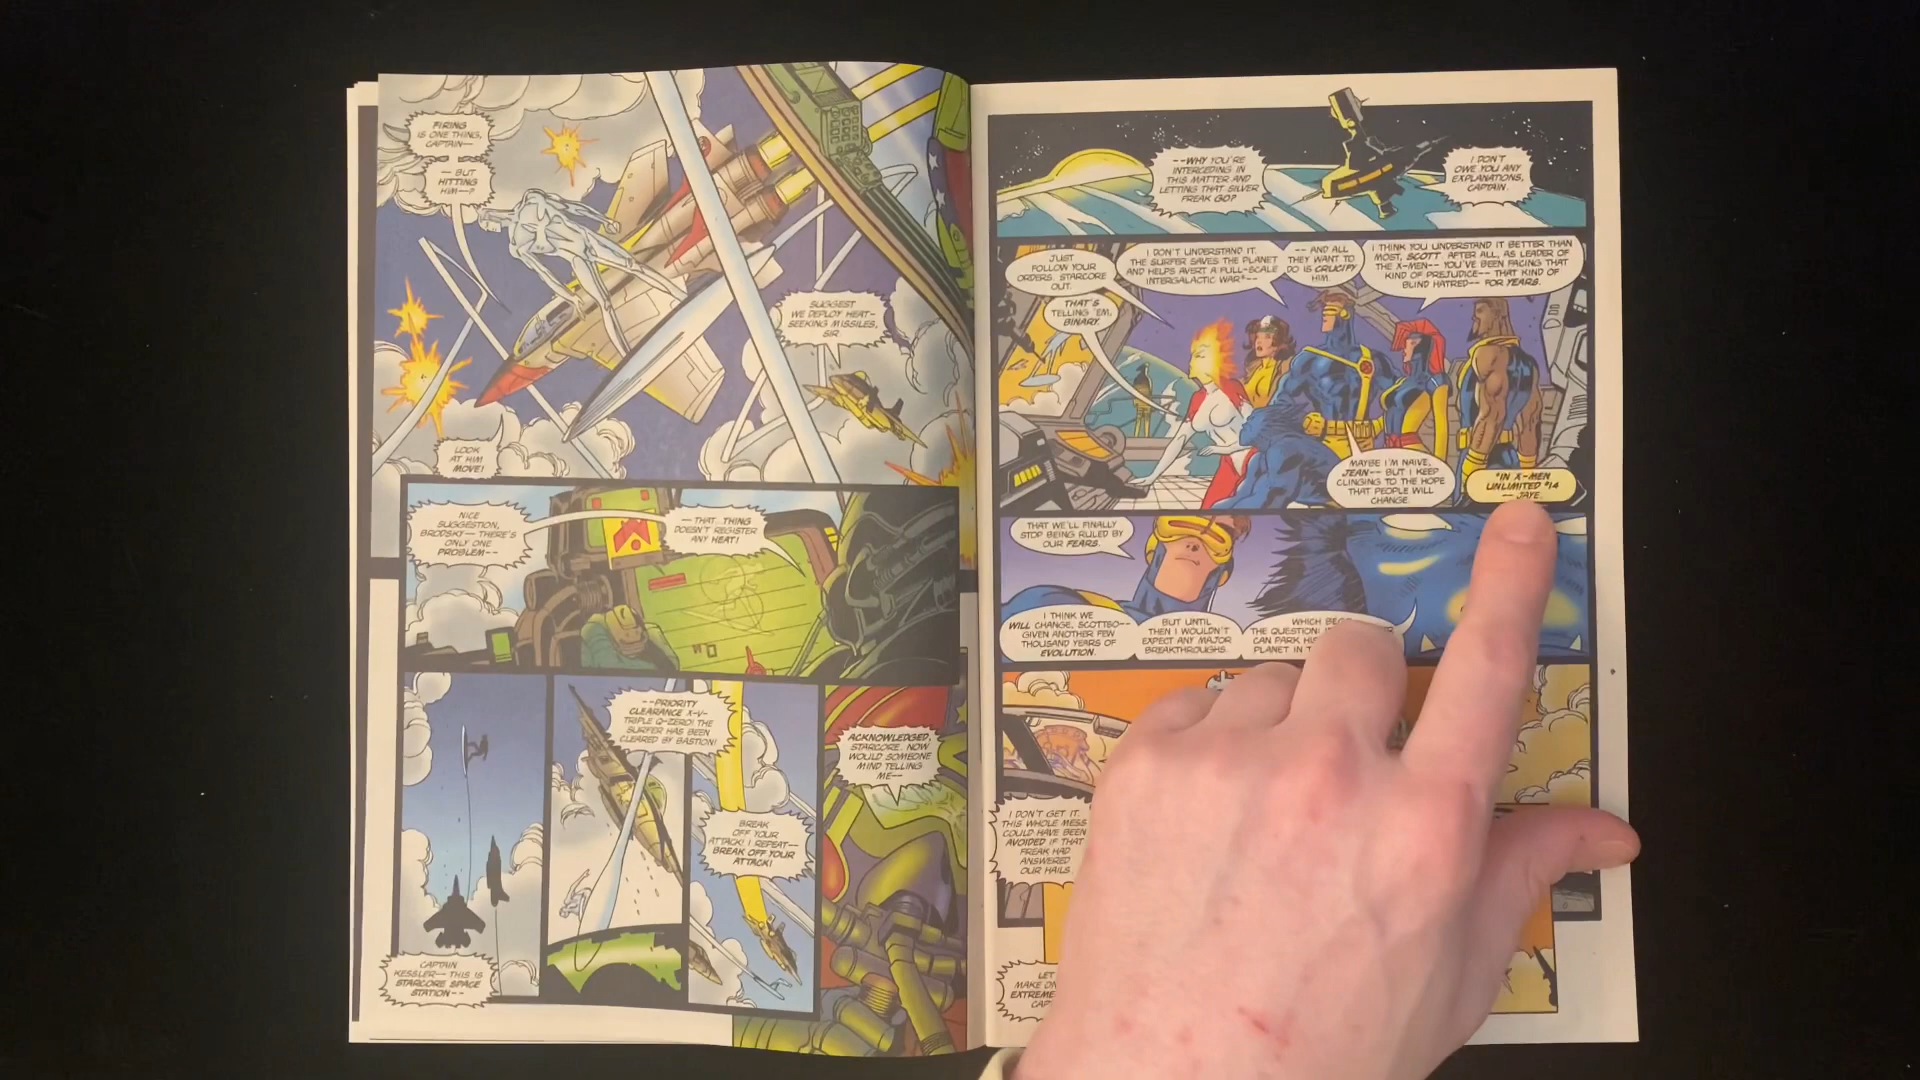 FIRING
IS ONE THING,
CAPTAIN--
-- BUT
HITTING
HIM--?
SUGGEST
WE DEPLOY HEAT-
SEEKING MISSILES,
SIR.
LOOK
AT HIM
MOVE!
NICE
SUGGESTION,
BRODSKY-- THERE'S
ONLY ONE
PROBLEM--
-- THAT THING
DOESN'T REGISTER
ANY HEAT!
CAPTAIN
KESSLER-- THIS IS
STARCORE SPACE
STATION--
--PRIORITY
CLEARANCE X-V-
TRIPLE Q-ZERO! THE
SURFER HAS BEEN
CLEARED BY BASTION!
BREAK
OFF YOUR
ATTACK! I REPEAT--
BREAK OFF YOUR
ATTACK!
ACKNOWLEDGED,
STARCORE. NOW
WOULD SOMEONE
MIND TELLING
ME--
--WHY YOU'RE
INTERCEDING IN
THIS MATTER AND
LETTING THAT SILVER
FREAK GO?
I DON'T
OWE YOU ANY
EXPLANATIONS,
CAPTAIN.
JUST
FOLLOW YOUR
ORDERS. STARCORE
OUT.
THAT'S
TELLING 'EM,
BINARY.
I DON'T UNDERSTAND IT.
THE SURFER SAVES THE PLANET
AND HELPS AVERT A FULL-SCALE
INTERGALACTIC WAR*--
-- AND ALL
THEY WANT TO
DO IS CRUCIFY
HIM.
I THINK YOU UNDERSTAND IT BETTER THAN
MOST, SCOTT. AFTER ALL, AS LEADER OF
THE X-MEN-- YOU'VE BEEN FACING THAT
KIND OF PREJUDICE-- THAT KIND OF
BLIND HATRED-- FOR YEARS.
MAYBE I'M NAIVE,
JEAN-- BUT I KEEP
CLINGING TO THE HOPE
THAT PEOPLE WILL
CHANGE.
*IN X-MEN
UNLIMITED #14
-- JAYE.
THAT WE'LL FINALLY
STOP BEING RULED BY
OUR FEARS.
I THINK WE
WILL CHANGE, SCOTTBO--
GIVEN ANOTHER FEW
THOUSAND YEARS OF
EVOLUTION.
BUT UNTIL
THEN I WOULDN'T
EXPECT ANY MAJOR
BREAKTHROUGHS.
WHICH
THE QUESTION:
CAN PARK
PLANET IN
I DON'T GET IT.
THIS WHOLE MESS
COULD HAVE BEEN
AVOIDED IF THAT
FREAK HAD
ANSWERED
OUR HAILS.
LET
MAKE
EXTREME